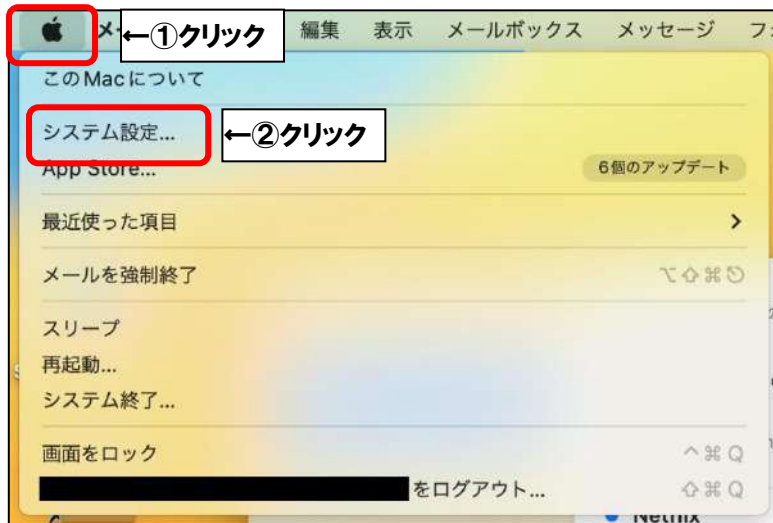 ←①クリック 編集 表示 メールボックス メッセージ
このMacについて
システム設定... ←②クリック
App Store... 6個のアップデート
最近使った項目 >
メールを強制終了 ⌥⇧⌘⎋
スリープ
再起動...
システム終了...
画面をロック ^⌘Q
をログアウト... ⇧⌘Q
Netflix